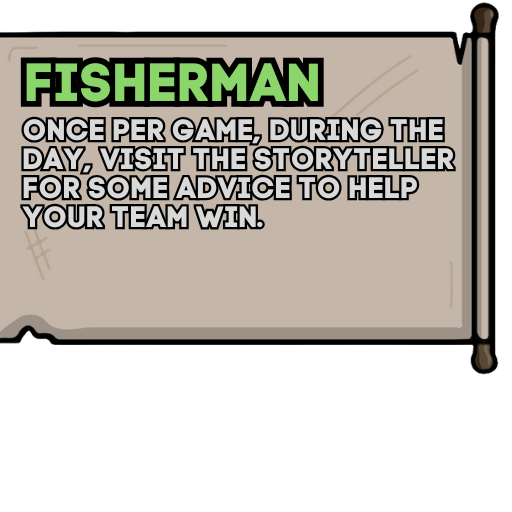 FISHERMAN
ONCE PER GAME, DURING THE
DAY, VISIT THE STORYTELLER
FOR SOME ADVICE TO HELP
YOUR TEAM WIN.